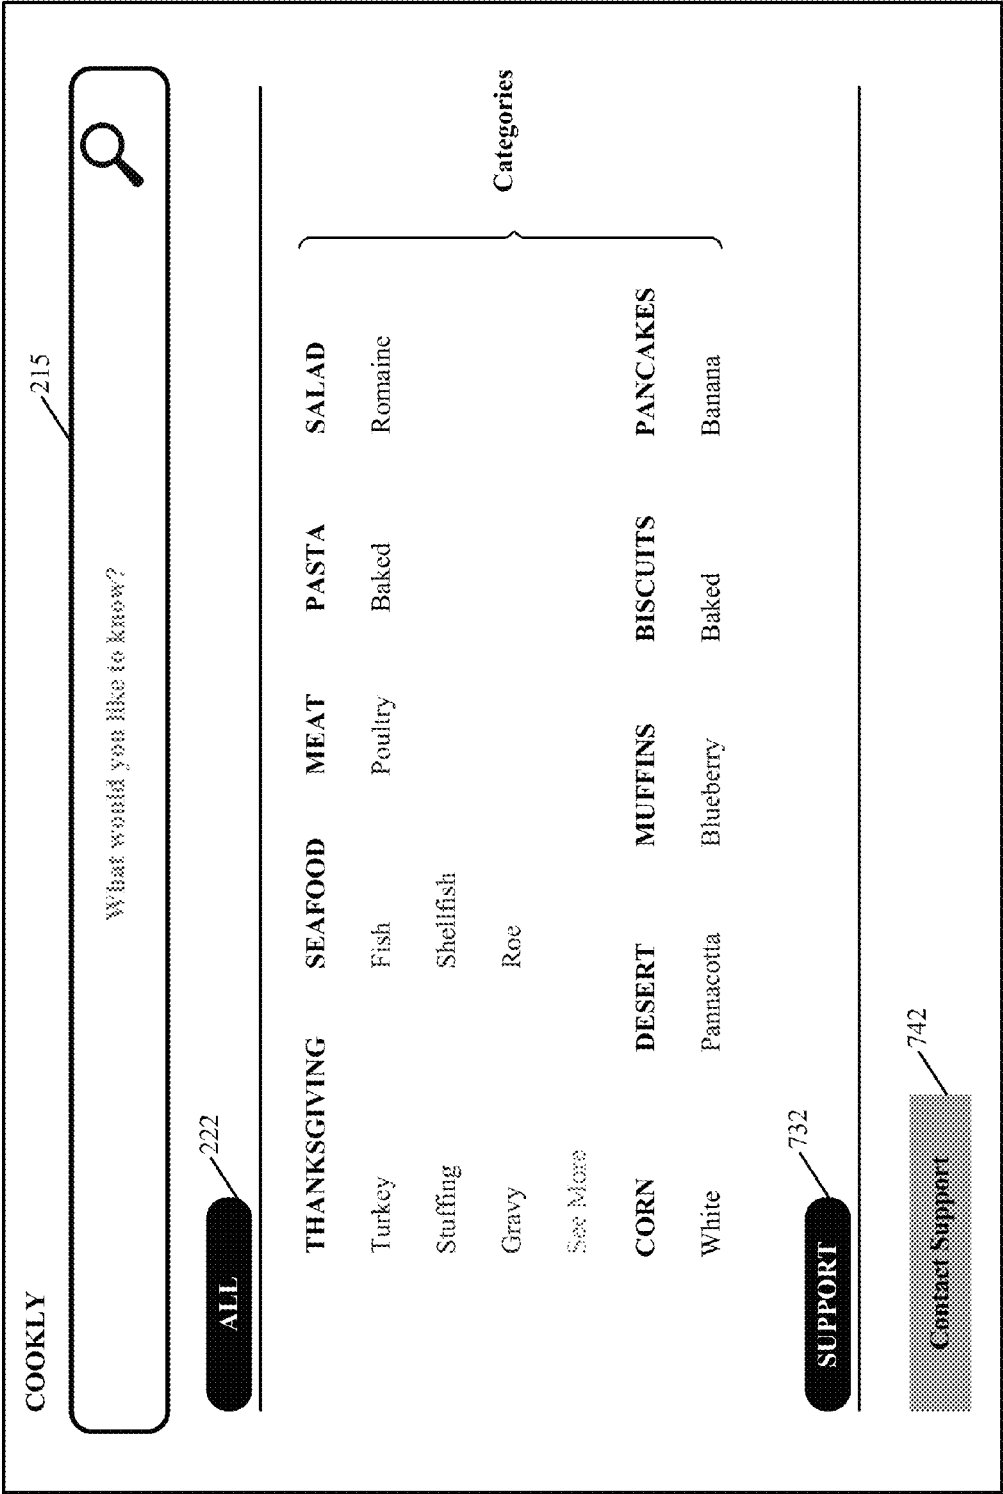 COOKLY
215
What would you like to know?
ALL
222
THANKSGIVING SEAFOOD MEAT PASTA SALAD
Turkey Fish Poultry Baked Romaine
Stuffing Shellfish
Gravy Roe
See More
Categories
CORN DESERT MUFFINS BISCUITS PANCAKES
White Pannacotta Blueberry Baked Banana
SUPPORT
732
Contact Support
742